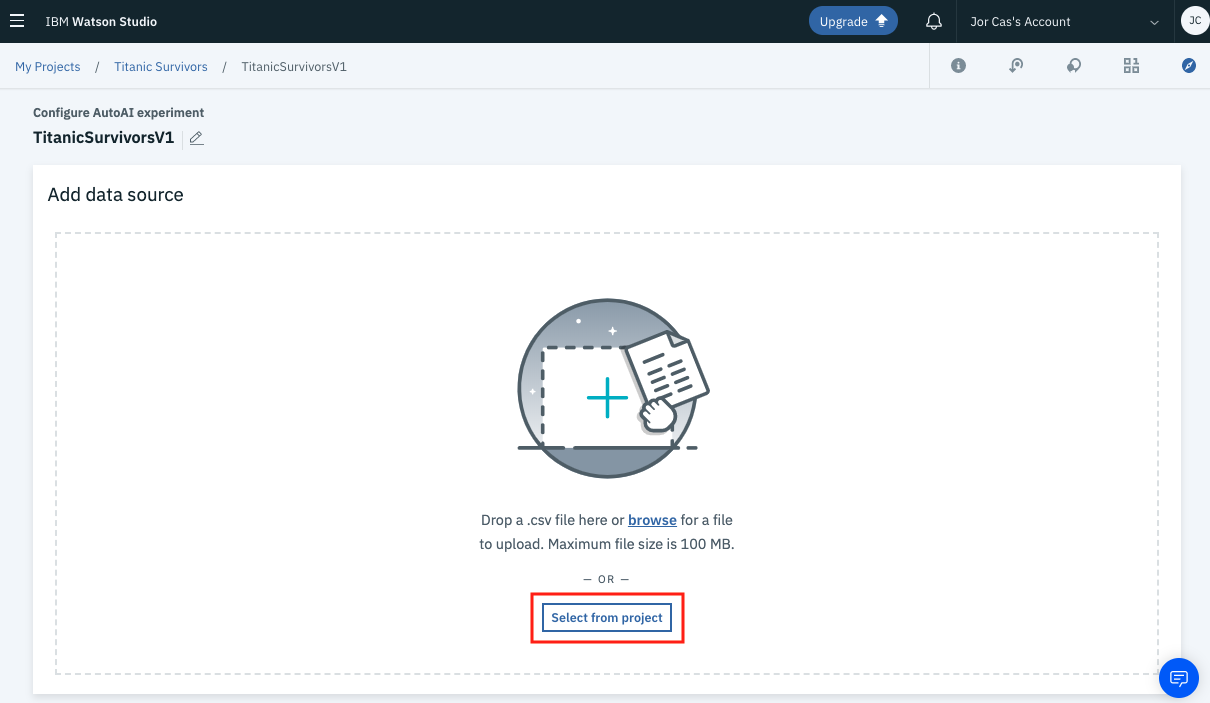 IBM Watson Studio
Upgrade
Jor Cas's Account
JC
My Projects / Titanic Survivors / TitanicSurvivorsV1
Configure AutoAI experiment
TitanicSurvivorsV1
Add data source
Drop a .csv file here or browse for a file
to upload. Maximum file size is 100 MB.
— OR —
Select from project